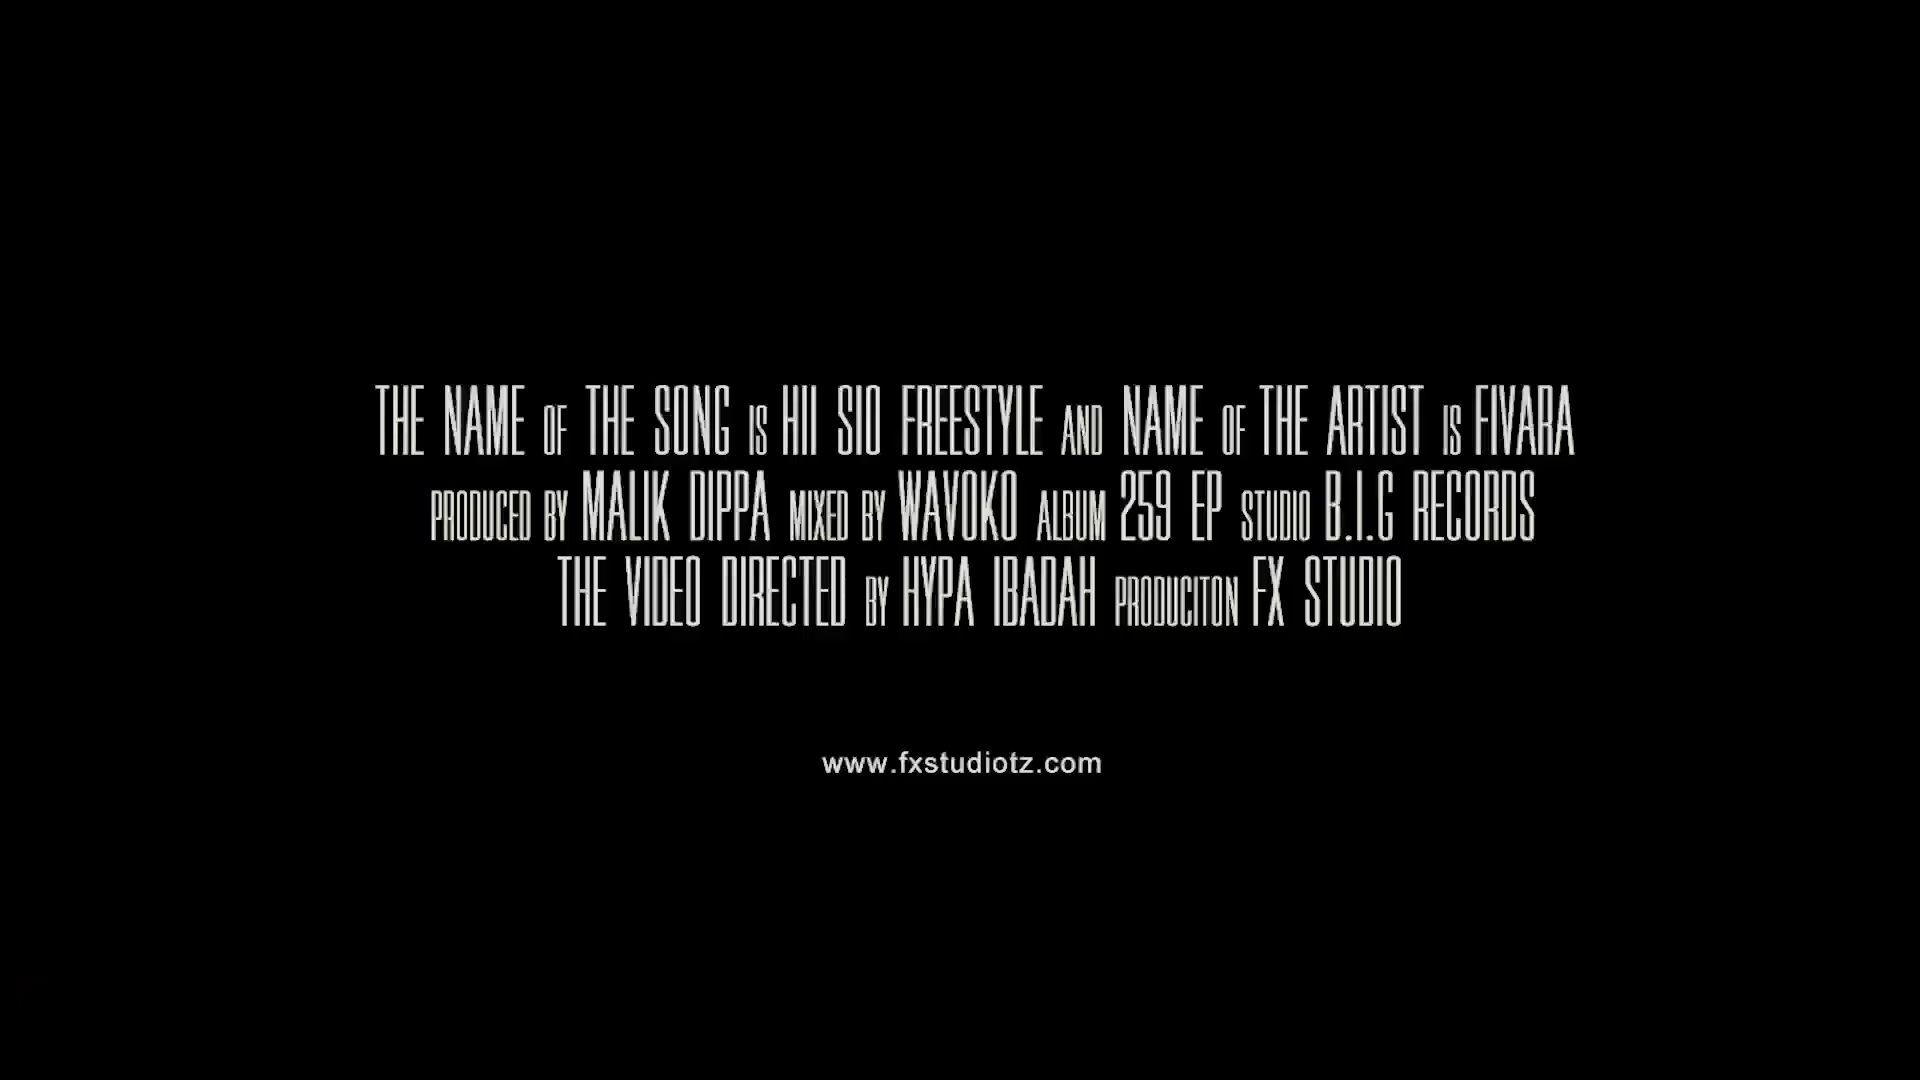 THE NAME OF THE SONG IS HII SIO FREESTYLE AND NAME OF THE ARTIST IS FIVARA
PRODUCED BY MALIK DIPPA MIXED BY WAVOKO ALBUM 259 EP STUDIO B.I.G RECORDS
THE VIDEO DIRECTED BY HYPA IBADAH PRODUCITON FX STUDIO
www.fxstudiotz.com